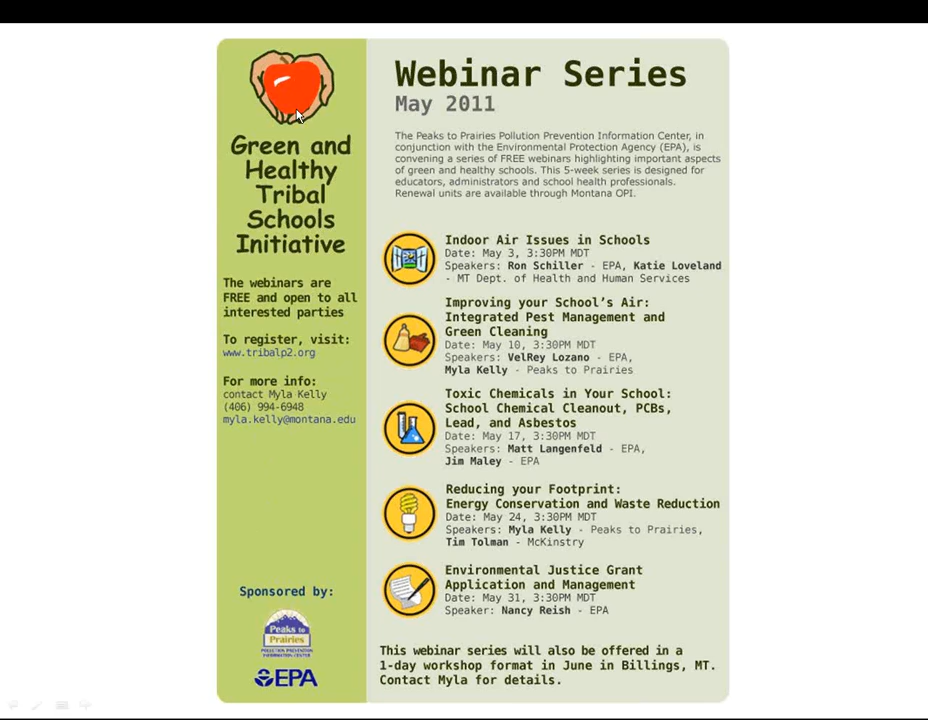 Green and
Healthy
Tribal
Schools
Initiative
The webinars are
FREE and open to all
interested parties
To register, visit:
www.tribalp2.org
For more info:
contact Myla Kelly
(406) 994-6948
myla.kelly@montana.edu
Sponsored by:
Peaks to
Prairies
POLLUTION PREVENTION
INFORMATION CENTER
EPA
Webinar Series
May 2011
The Peaks to Prairies Pollution Prevention Information Center, in
conjunction with the Environmental Protection Agency (EPA), is
convening a series of FREE webinars highlighting important aspects
of green and healthy schools. This 5-week series is designed for
educators, administrators and school health professionals.
Renewal units are available through Montana OPI.
Indoor Air Issues in Schools
Date: May 3, 3:30PM MDT
Speakers: Ron Schiller - EPA, Katie Loveland
- MT Dept. of Health and Human Services
Improving your School's Air:
Integrated Pest Management and
Green Cleaning
Date: May 10, 3:30PM MDT
Speakers: VelRey Lozano - EPA,
Myla Kelly - Peaks to Prairies
Toxic Chemicals in Your School:
School Chemical Cleanout, PCBs,
Lead, and Asbestos
Date: May 17, 3:30PM MDT
Speakers: Matt Langenfeld - EPA,
Jim Maley - EPA
Reducing your Footprint:
Energy Conservation and Waste Reduction
Date: May 24, 3:30PM MDT
Speakers: Myla Kelly - Peaks to Prairies,
Tim Tolman - McKinstry
Environmental Justice Grant
Application and Management
Date: May 31, 3:30PM MDT
Speaker: Nancy Reish - EPA
This webinar series will also be offered in a
1-day workshop format in June in Billings, MT.
Contact Myla for details.